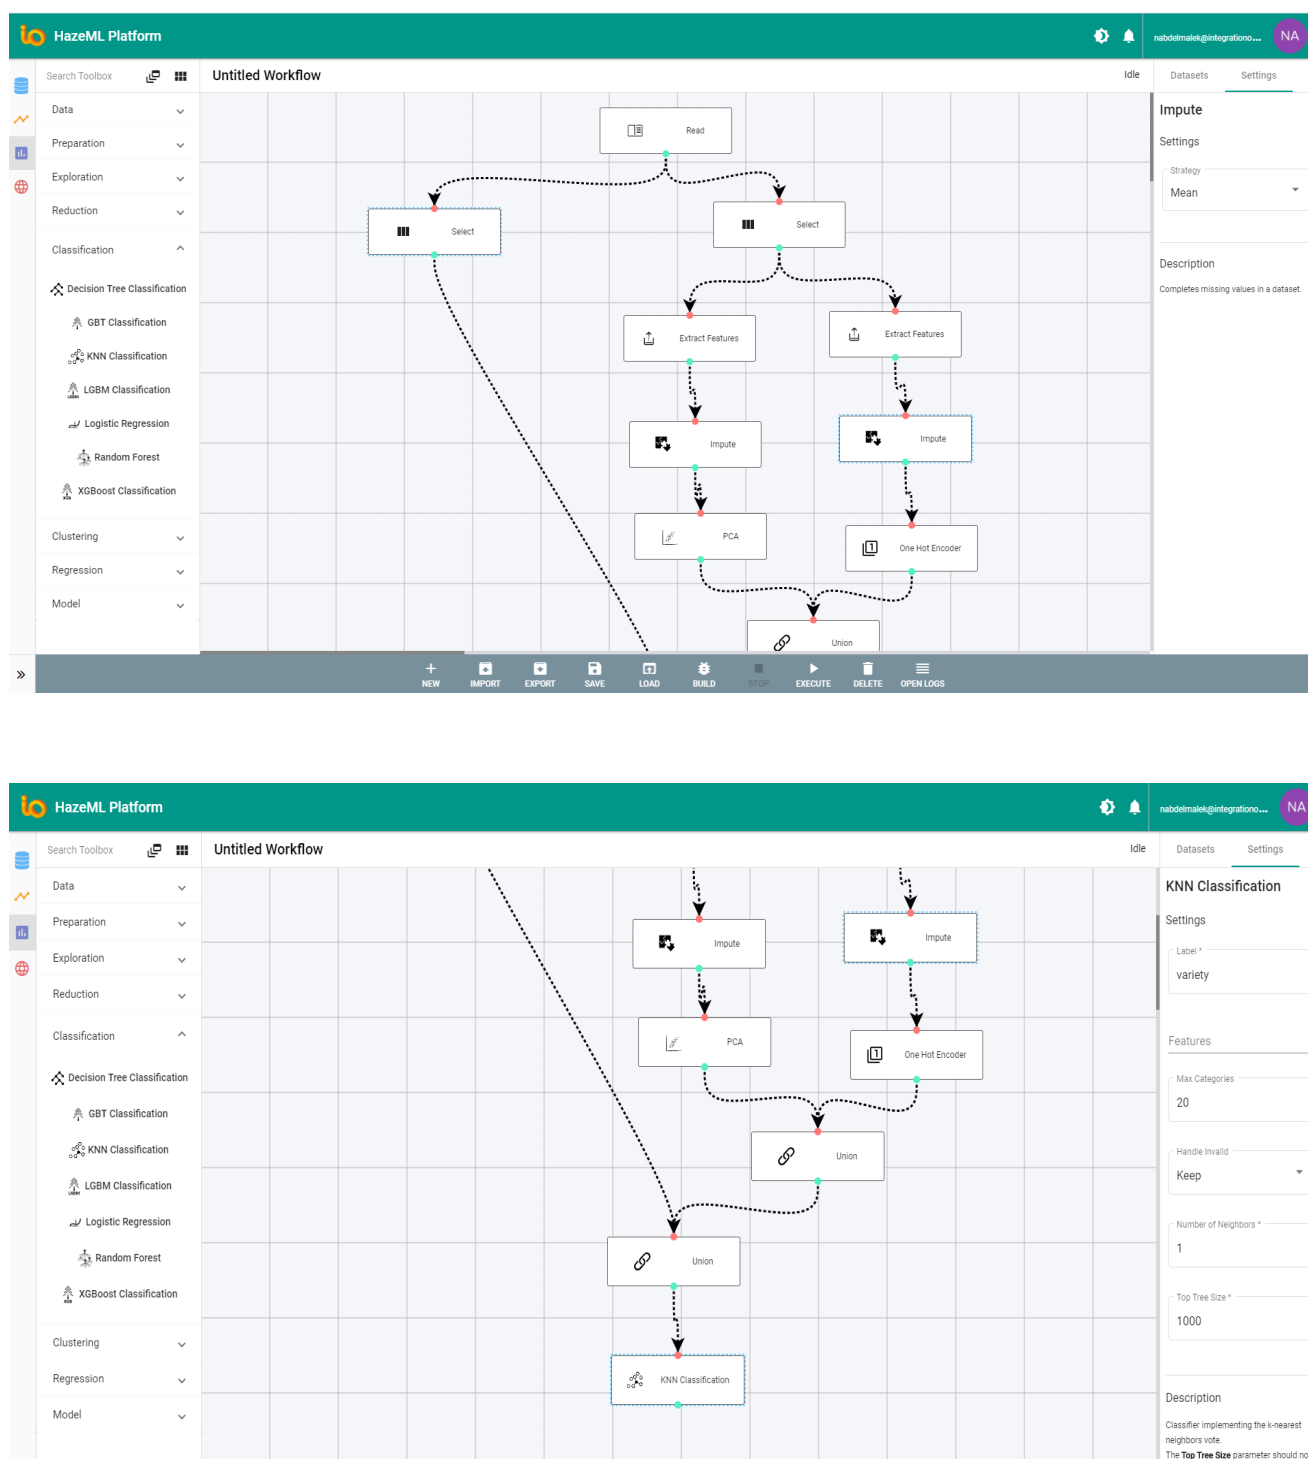 HazeML Platform
nabdelmalek@integrationo...
NA
Search Toolbox
Untitled Workflow
Idle
Datasets
Settings
Data
Preparation
Exploration
Reduction
Classification
Decision Tree Classification
GBT Classification
KNN Classification
LGBM Classification
Logistic Regression
Random Forest
XGBoost Classification
Clustering
Regression
Model
Read
Select
Select
Extract Features
Extract Features
Impute
Impute
PCA
One Hot Encoder
Union
Impute
Settings
Strategy
Mean
Description
Completes missing values in a dataset.
NEW
IMPORT
EXPORT
SAVE
LOAD
BUILD
STOP
EXECUTE
DELETE
OPEN LOGS
HazeML Platform
nabdelmalek@integrationo...
NA
Search Toolbox
Untitled Workflow
Idle
Datasets
Settings
Data
Preparation
Exploration
Reduction
Classification
Decision Tree Classification
GBT Classification
KNN Classification
LGBM Classification
Logistic Regression
Random Forest
XGBoost Classification
Clustering
Regression
Model
Impute
Impute
PCA
One Hot Encoder
Union
Union
KNN Classification
KNN Classification
Settings
Label *
variety
Features
Max Categories
20
Handle Invalid
Keep
Number of Neighbors *
1
Top Tree Size *
1000
Description
Classifier implementing the k-nearest
neighbors vote.
The Top Tree Size parameter should no